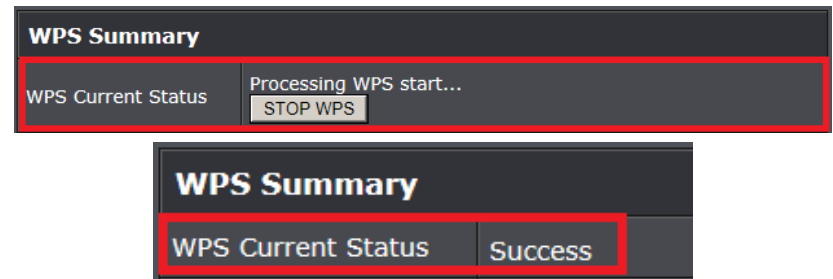 WPS Summary
WPS Current Status
Processing WPS start...
STOP WPS
WPS Summary
WPS Current Status Success